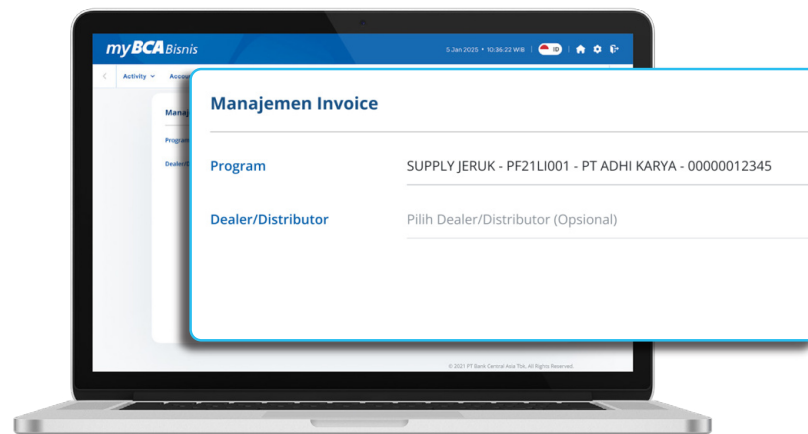 myBCA Bisnis
5 Jan 2025 • 10:36:22 WIB
ID
Activity
Manajemen Invoice
Program
SUPPLY JERUK - PF21LI001 - PT ADHI KARYA - 00000012345
Dealer/Distributor
Pilih Dealer/Distributor (Opsional)
© 2021 PT Bank Central Asia Tbk, All Rights Reserved.